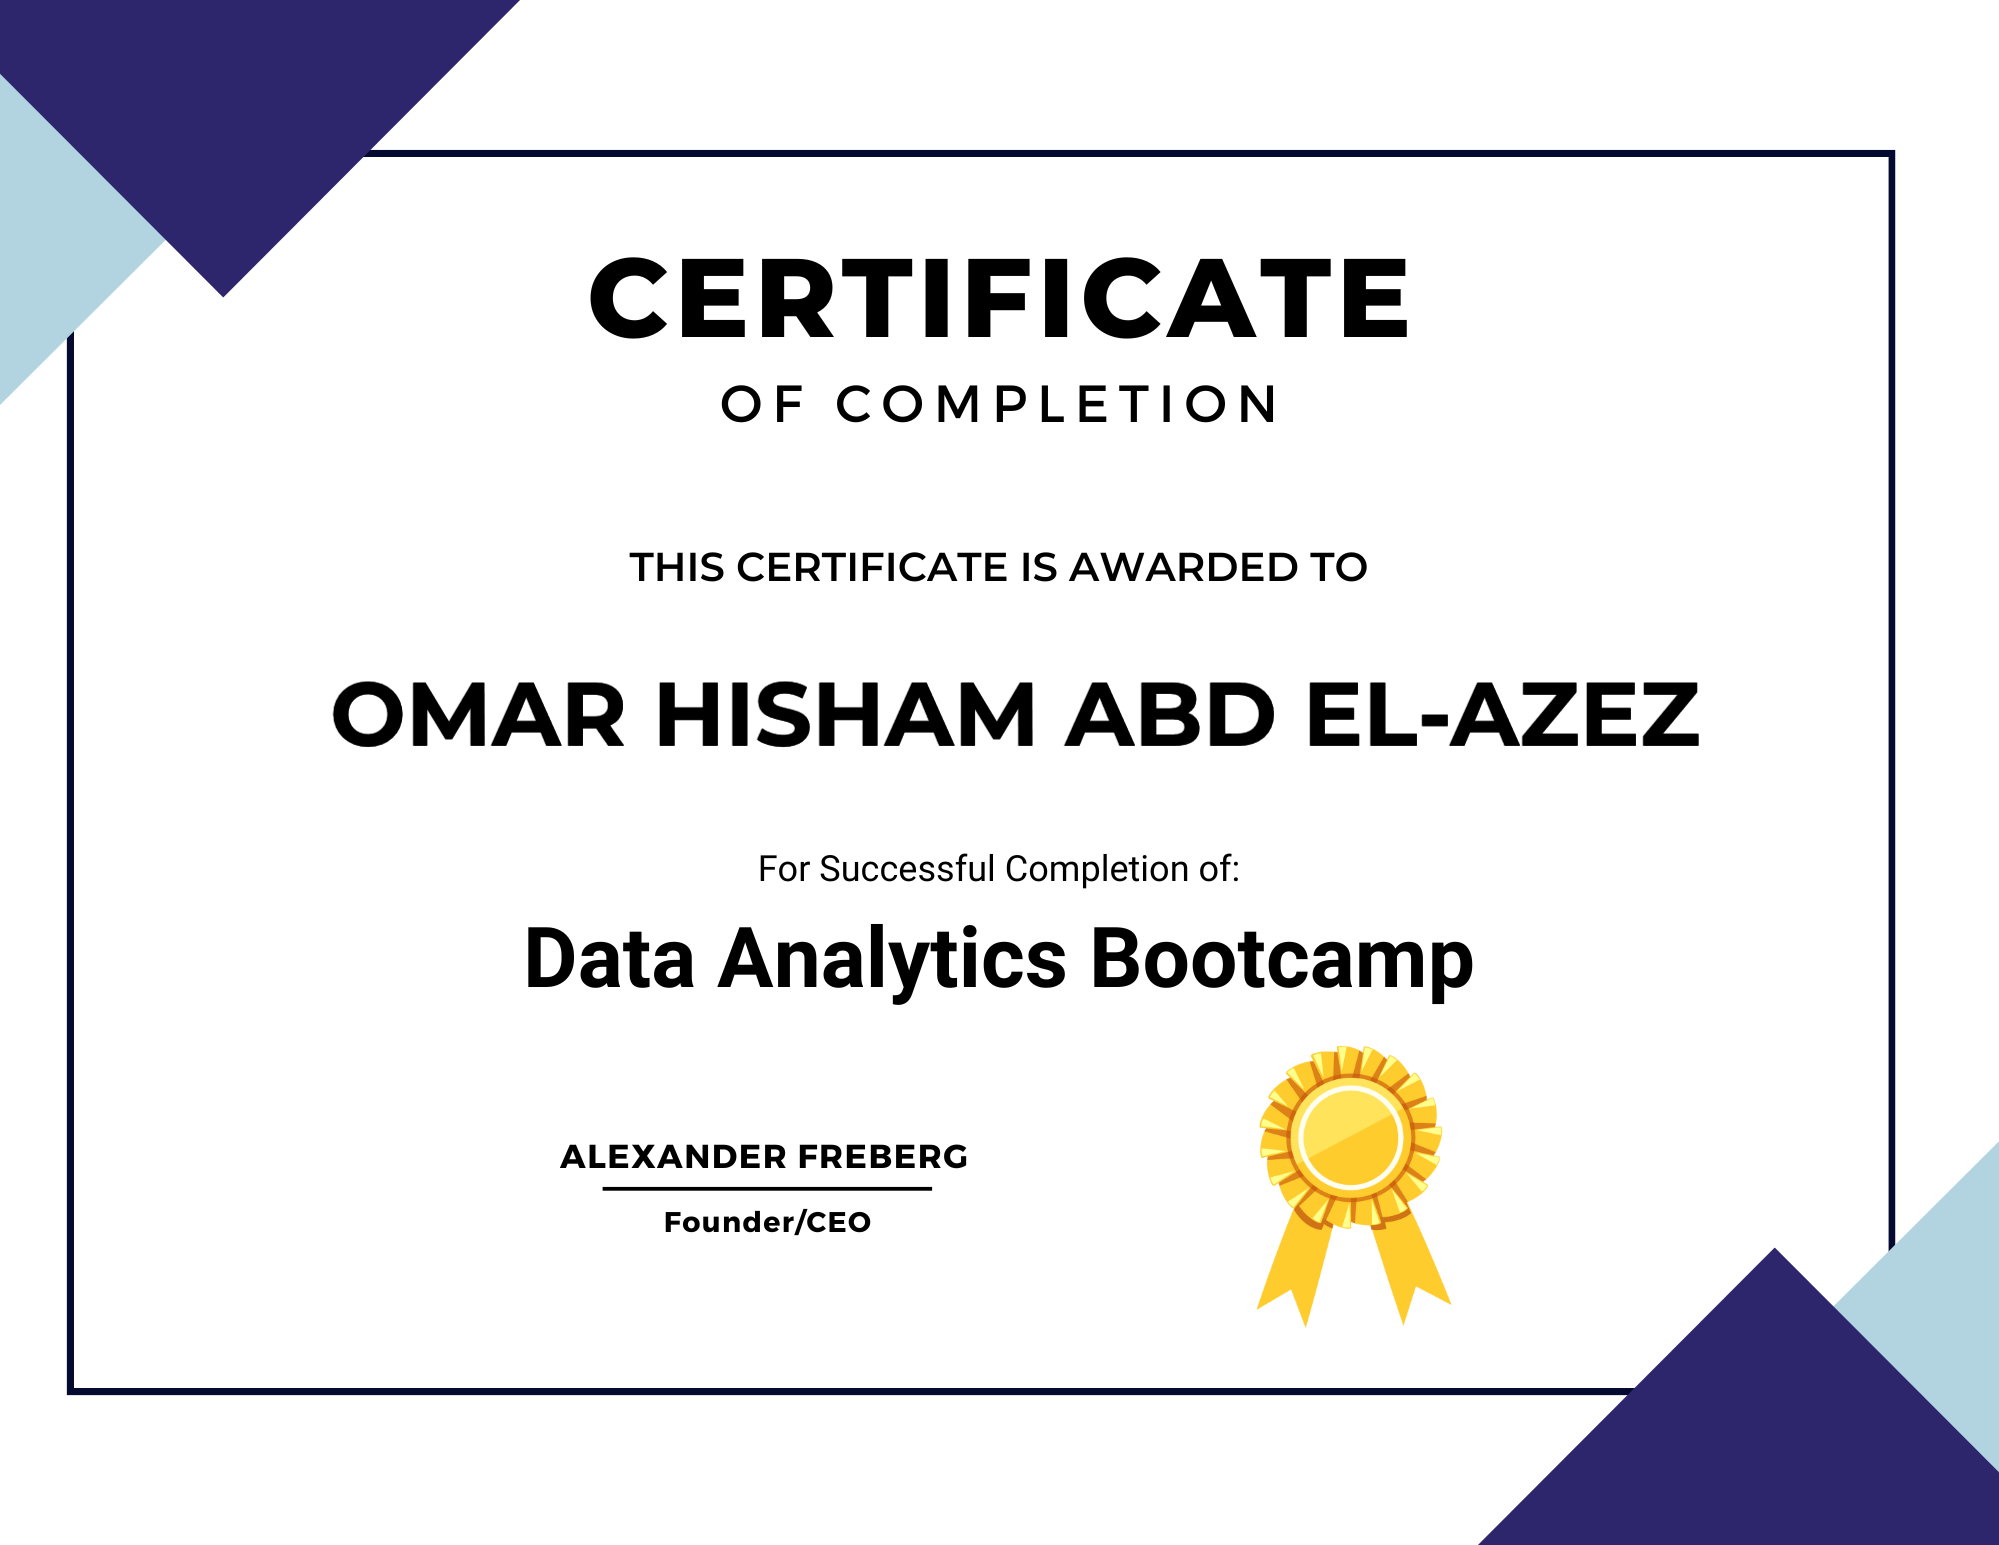 CERTIFICATE
OF COMPLETION
THIS CERTIFICATE IS AWARDED TO
OMAR HISHAM ABD EL-AZEZ
For Successful Completion of:
Data Analytics Bootcamp
ALEXANDER FREBERG
Founder/CEO